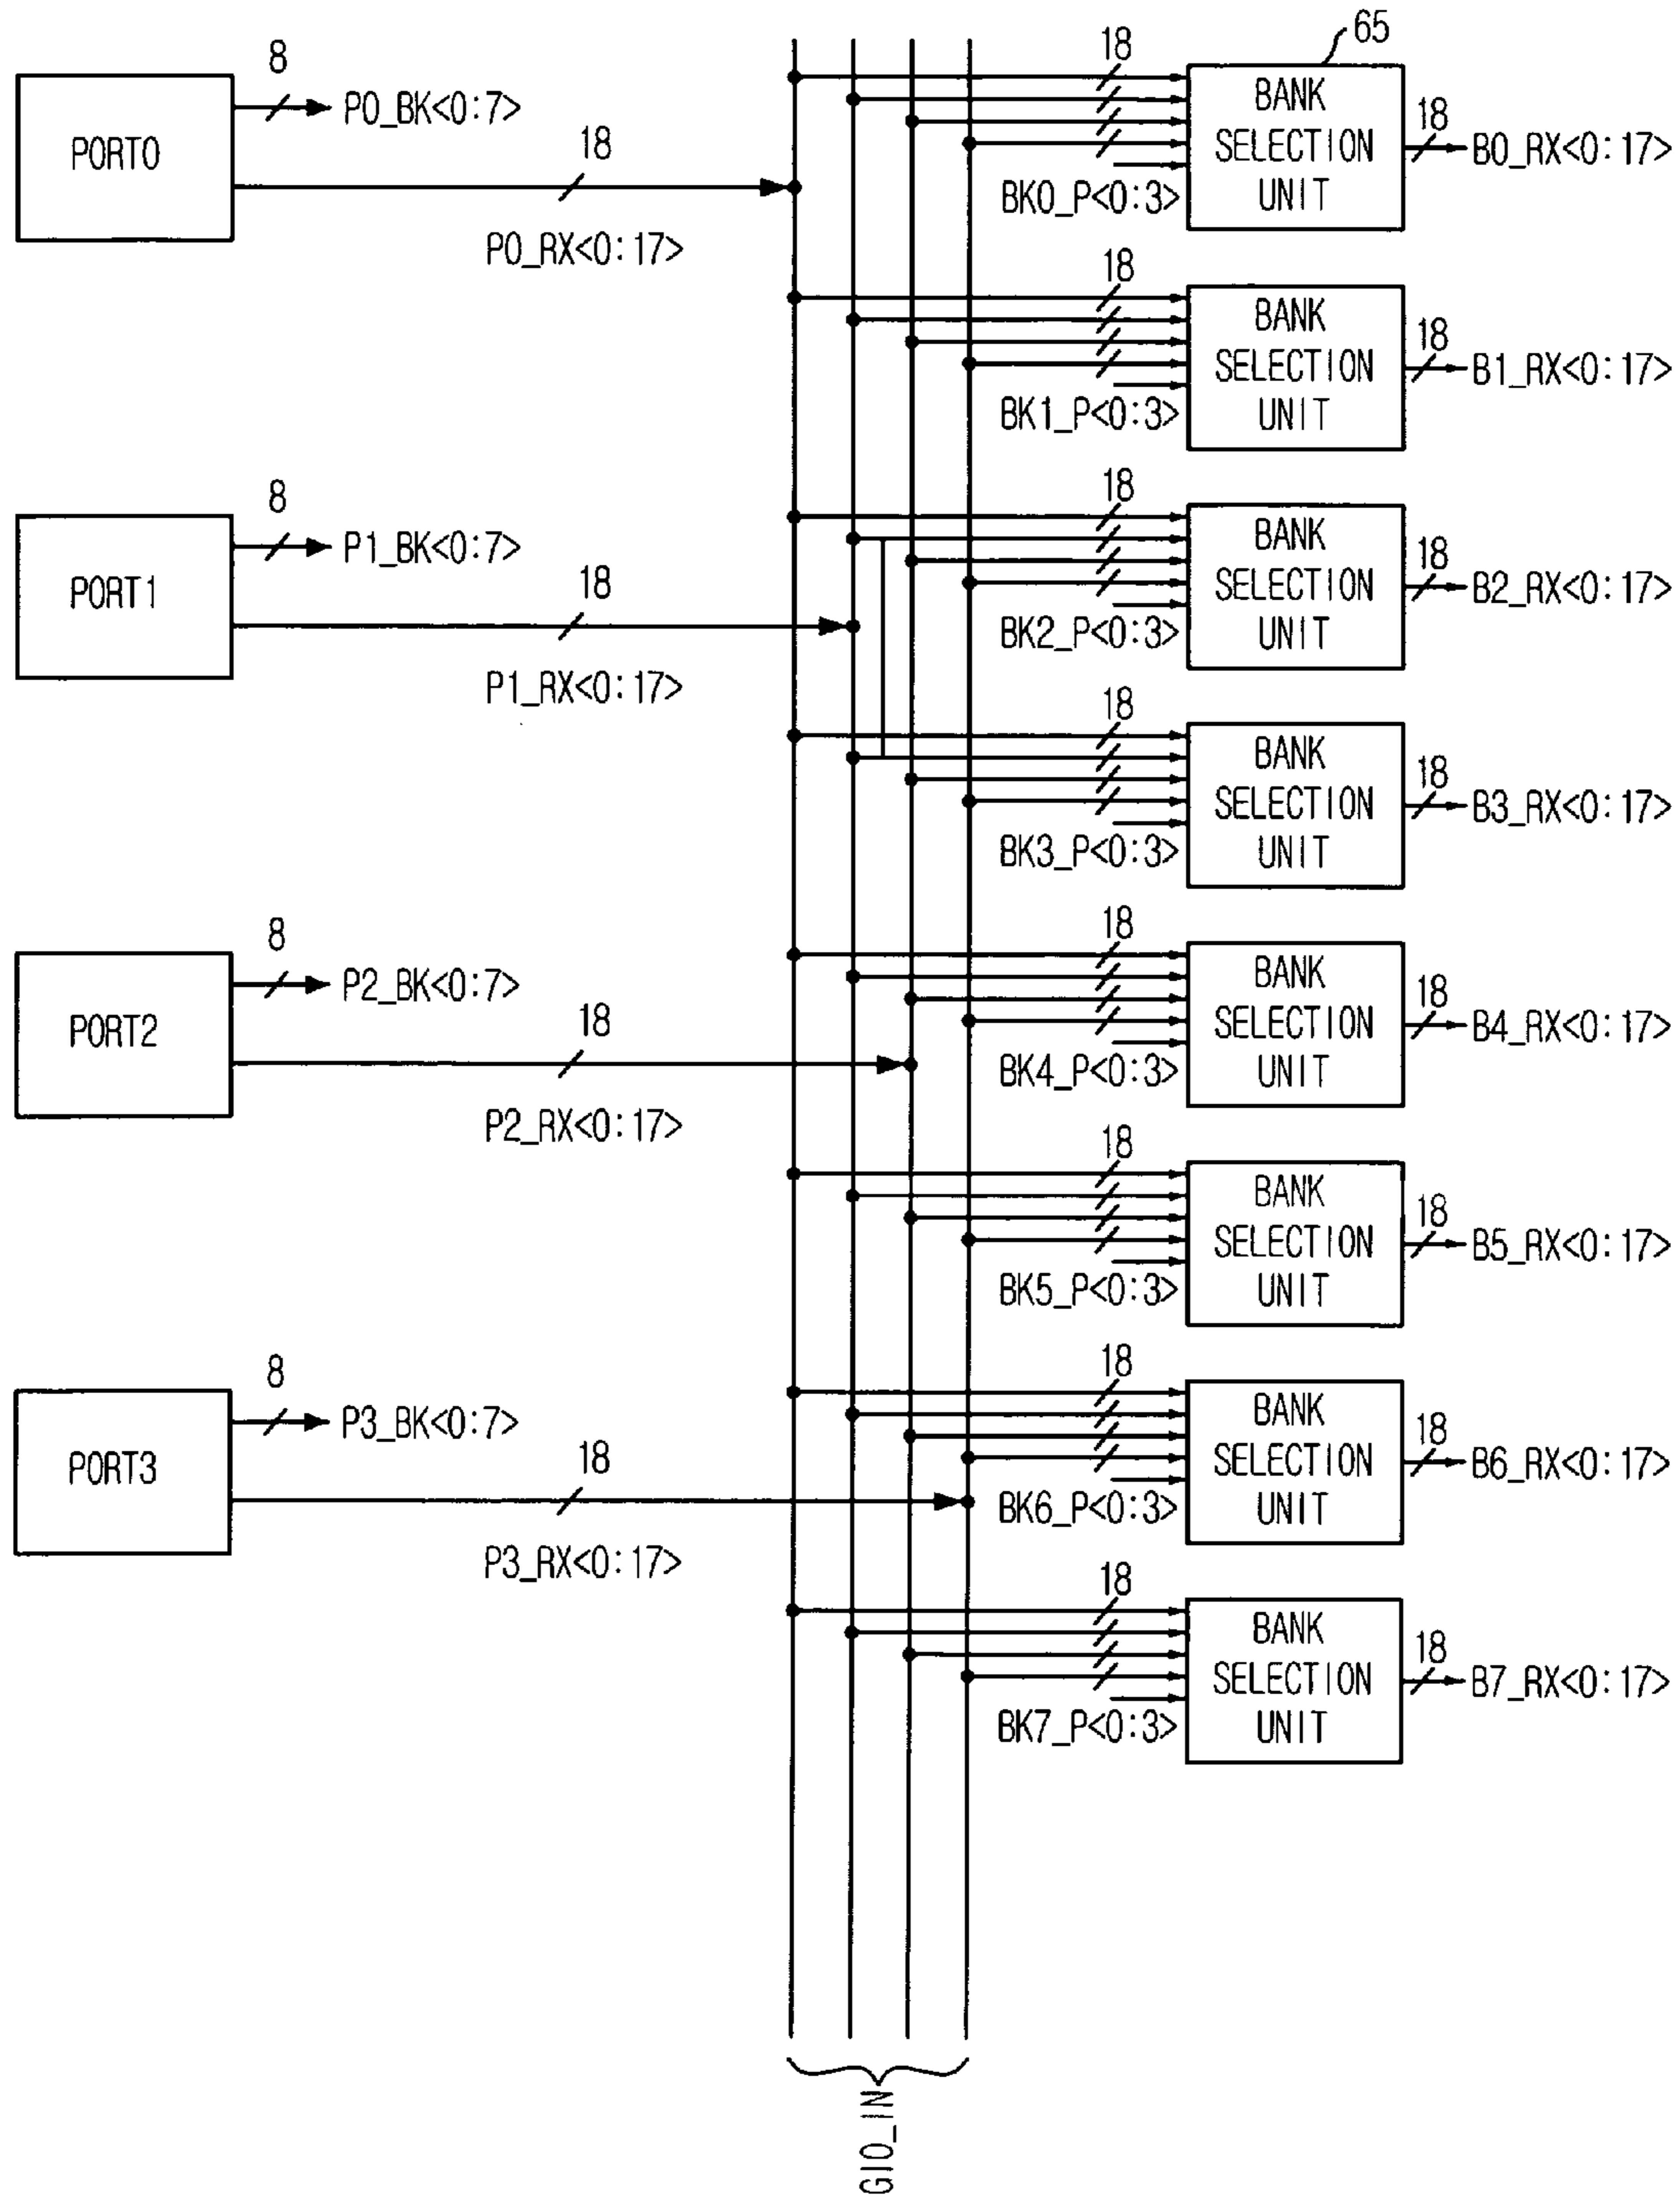 PORT0
8
P0_BK<0:7>
18
P0_RX<0:17>
PORT1
8
P1_BK<0:7>
18
P1_RX<0:17>
PORT2
8
P2_BK<0:7>
18
P2_RX<0:17>
PORT3
8
P3_BK<0:7>
18
P3_RX<0:17>
GIO_IN
65
18
BK0_P<0:3>
BANK
SELECTION
UNIT
18
B0_RX<0:17>
18
BK1_P<0:3>
BANK
SELECTION
UNIT
18
B1_RX<0:17>
18
BK2_P<0:3>
BANK
SELECTION
UNIT
18
B2_RX<0:17>
18
BK3_P<0:3>
BANK
SELECTION
UNIT
18
B3_RX<0:17>
18
BK4_P<0:3>
BANK
SELECTION
UNIT
18
B4_RX<0:17>
18
BK5_P<0:3>
BANK
SELECTION
UNIT
18
B5_RX<0:17>
18
BK6_P<0:3>
BANK
SELECTION
UNIT
18
B6_RX<0:17>
18
BK7_P<0:3>
BANK
SELECTION
UNIT
18
B7_RX<0:17>